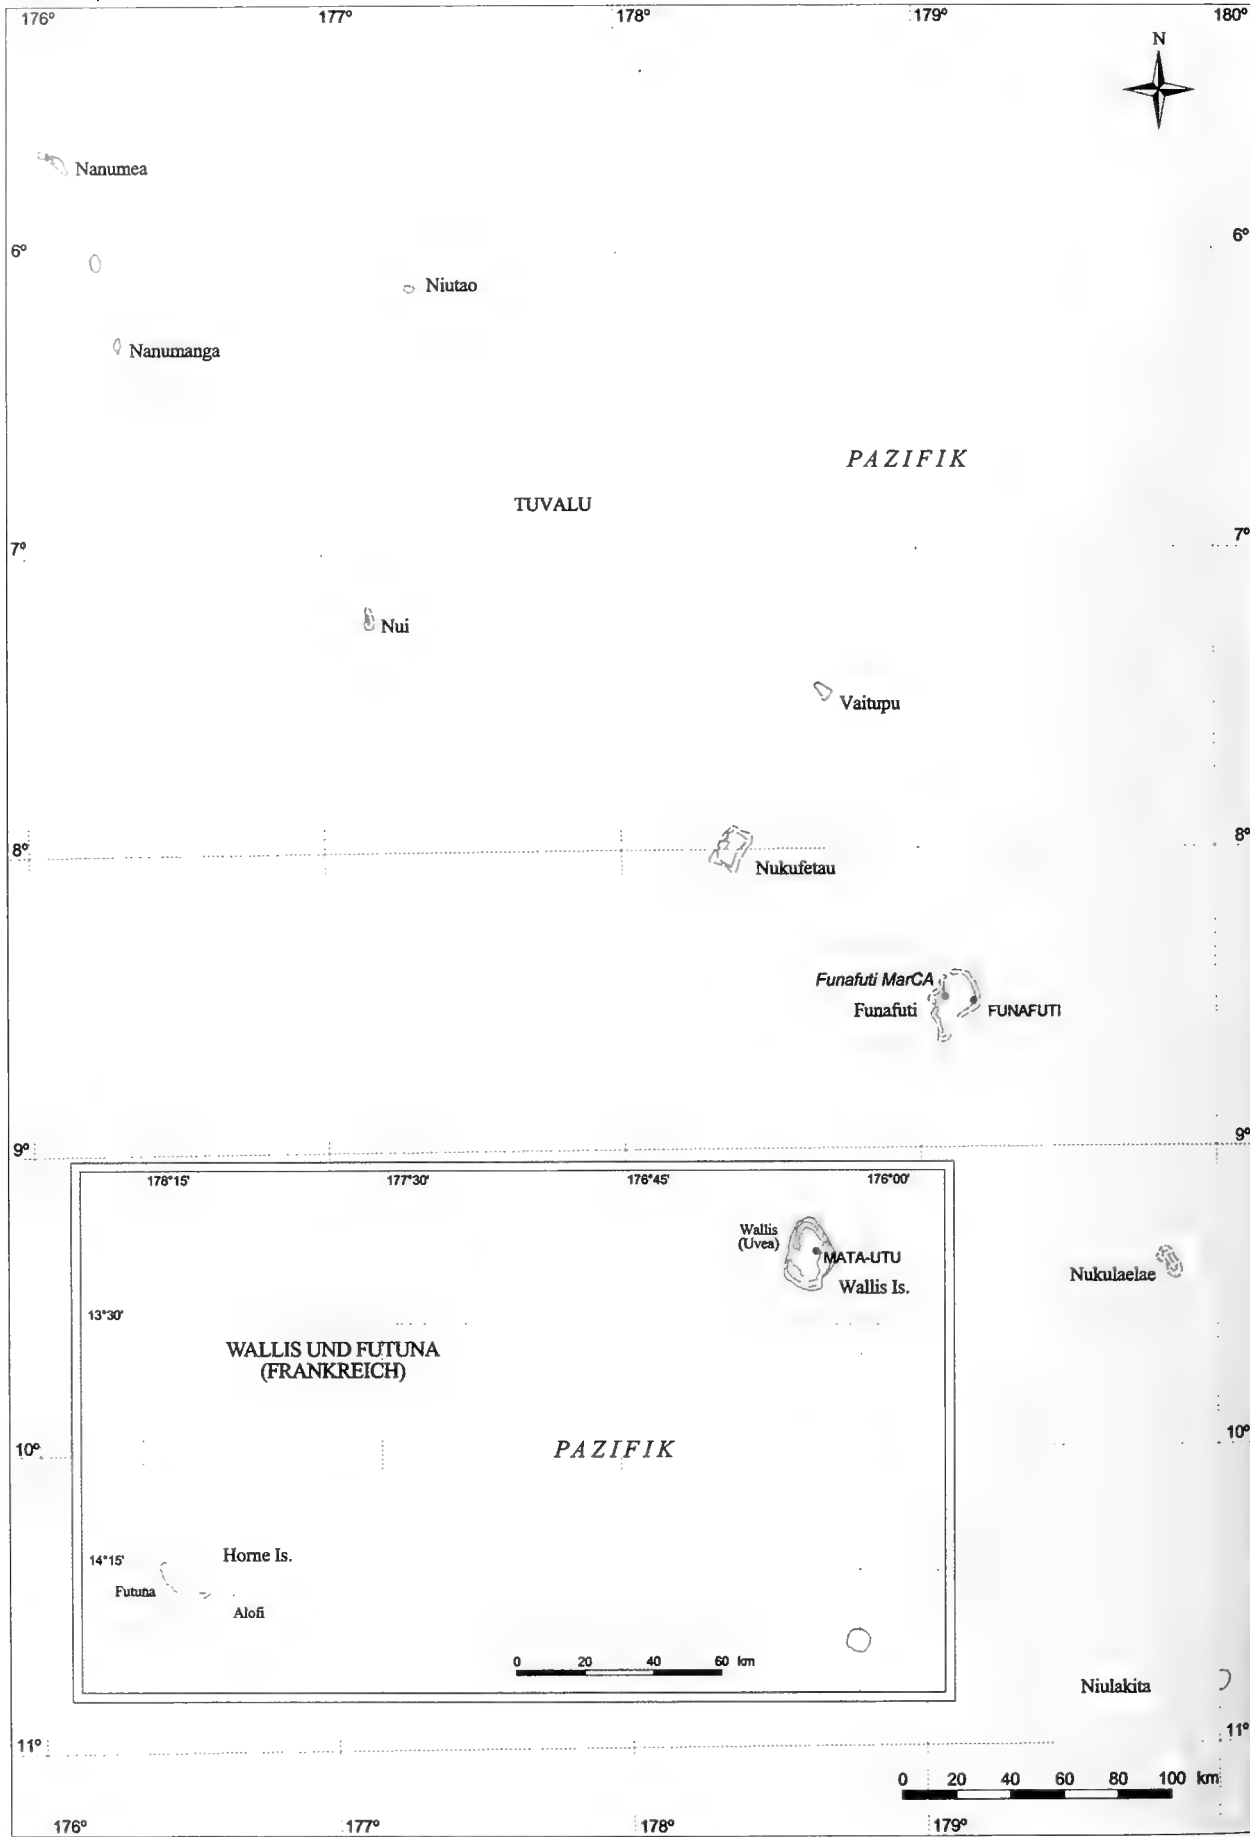 176° 177° 178° 179° 180°
N
Nanumea
6° 6°
Niutao
Nanumanga
PAZIFIK
TUVALU
7° 7°
Nui
Vaitupu
8° 8°
Nukufetau
Funafuti MarCA
Funafuti FUNAFUTI
9° 9°
178°15' 177°30' 176°45' 176°00'
Wallis
(Uvea)
MATA-UTU
Wallis Is.
Nukulaelae
13°30'
WALLIS UND FUTUNA
(FRANKREICH)
PAZIFIK
10° 10°
14°15'
Horne Is.
Futuna
Alofi
0 20 40 60 km
Niulakita
11° 11°
0 20 40 60 80 100 km
176° 177° 178° 179°